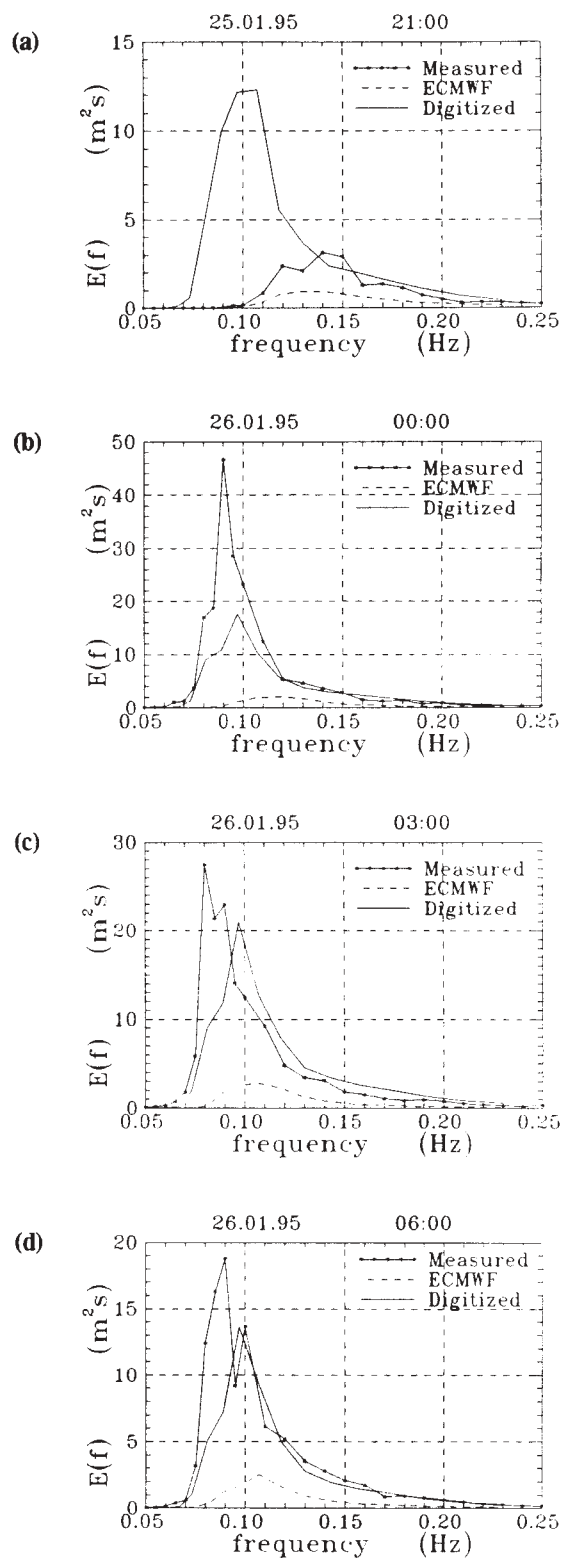 (a)
25.01.95 21:00
E(f) (m²s)
15
10
5
0
Measured
ECMWF
Digitized
0.05 0.10 0.15 0.20 0.25
frequency (Hz)
(b)
26.01.95 00:00
E(f) (m²s)
50
40
30
20
10
0
Measured
ECMWF
Digitized
0.05 0.10 0.15 0.20 0.25
frequency (Hz)
(c)
26.01.95 03:00
E(f) (m²s)
30
20
10
0
Measured
ECMWF
Digitized
0.05 0.10 0.15 0.20 0.25
frequency (Hz)
(d)
26.01.95 06:00
E(f) (m²s)
20
15
10
5
0
Measured
ECMWF
Digitized
0.05 0.10 0.15 0.20 0.25
frequency (Hz)